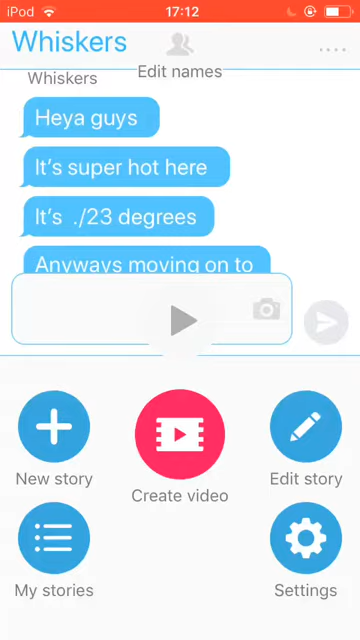 iPod 17:12
Whiskers
Edit names
Whiskers
Heya guys
It's super hot here
It's ./23 degrees
Anyways moving on to
New story
Create video
Edit story
My stories
Settings